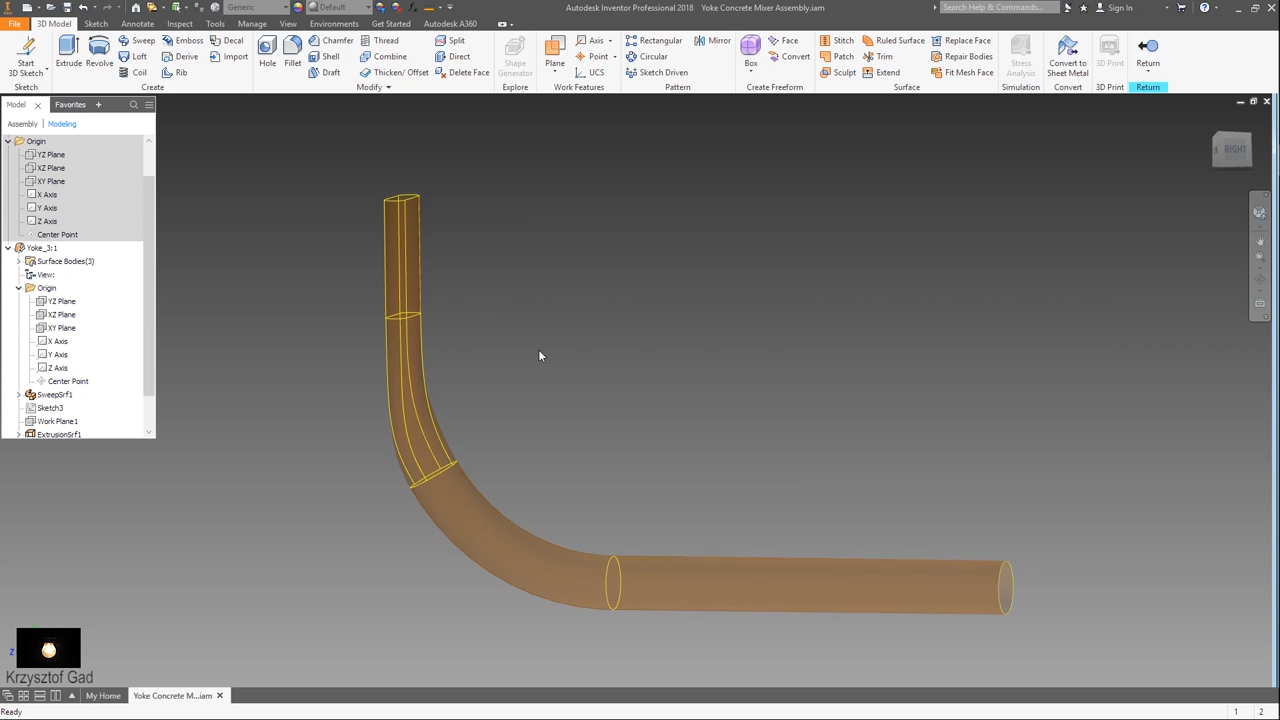 Generic
Default
Autodesk Inventor Professional 2018 Yoke Concrete Mixer Assembly.iam
Search Help & Commands...
Sign In
File 3D Model Sketch Annotate Inspect Tools Manage View Environments Get Started Autodesk A360
Start
3D Sketch
Sketch
Extrude
Revolve
Sweep Emboss Decal
Loft Derive Import
Coil Rib
Create
Hole
Fillet
Chamfer Thread Split
Shell Combine Direct
Draft Thicken/ Offset Delete Face
Modify
Shape
Generator
Explore
Plane
Axis
Point
UCS
Work Features
Rectangular Mirror
Circular
Sketch Driven
Pattern
Box
Face
Convert
Create Freeform
Stitch Ruled Surface Replace Face
Patch Trim Repair Bodies
Sculpt Extend Fit Mesh Face
Surface
Stress
Analysis
Simulation
Convert to
Sheet Metal
Convert
3D Print
3D Print
Return
Return
Model
Favorites
Assembly Modeling
Origin
YZ Plane
XZ Plane
XY Plane
X Axis
Y Axis
Z Axis
Center Point
Yoke_3:1
Surface Bodies(3)
View:
Origin
YZ Plane
XZ Plane
XY Plane
X Axis
Y Axis
Z Axis
Center Point
SweepSrf1
Sketch3
Work Plane1
ExtrusionSrf1
RIGHT
Z
Krzysztof Gad
My Home
Yoke Concrete M...iam
Ready
1 2